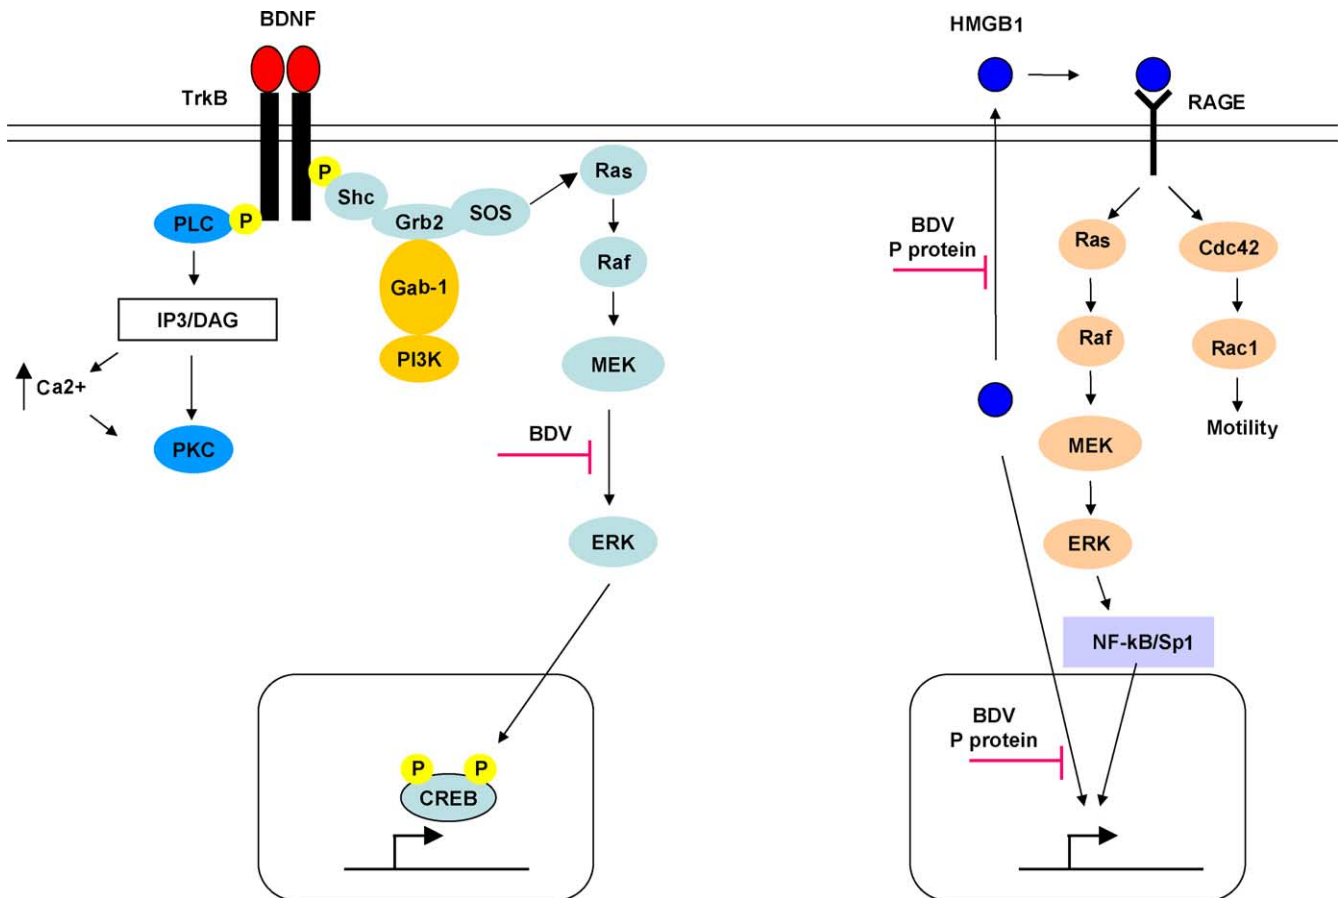 BDNF
TrkB
P
P
PLC
Shc
Grb2
SOS
Ras
Raf
MEK
Gab-1
PI3K
IP3/DAG
Ca2+
PKC
BDV
ERK
P
P
CREB
HMGB1
RAGE
BDV
P protein
Ras
Cdc42
Raf
Rac1
Motility
MEK
ERK
NF-kB/Sp1
BDV
P protein